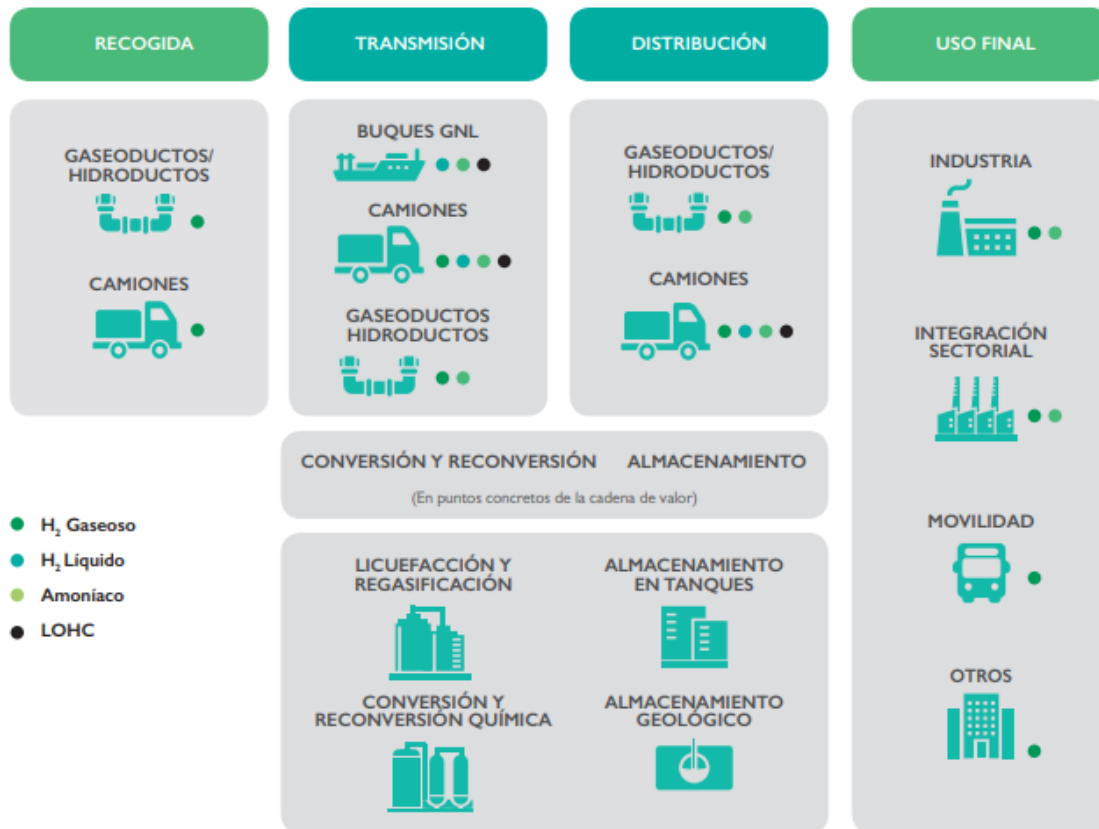 RECOGIDA
TRANSMISIÓN
DISTRIBUCIÓN
USO FINAL
GASEODUCTOS/
HIDRODUCTOS
CAMIONES
BUQUES GNL
CAMIONES
GASEODUCTOS
HIDRODUCTOS
GASEODUCTOS/
HIDRODUCTOS
CAMIONES
INDUSTRIA
INTEGRACIÓN
SECTORIAL
MOVILIDAD
OTROS
CONVERSIÓN Y RECONVERSIÓN ALMACENAMIENTO
(En puntos concretos de la cadena de valor)
LICUEFACCIÓN Y
REGASIFICACIÓN
ALMACENAMIENTO
EN TANQUES
CONVERSIÓN Y
RECONVERSIÓN QUÍMICA
ALMACENAMIENTO
GEOLÓGICO
H₂ Gaseoso
H₂ Líquido
Amoníaco
LOHC